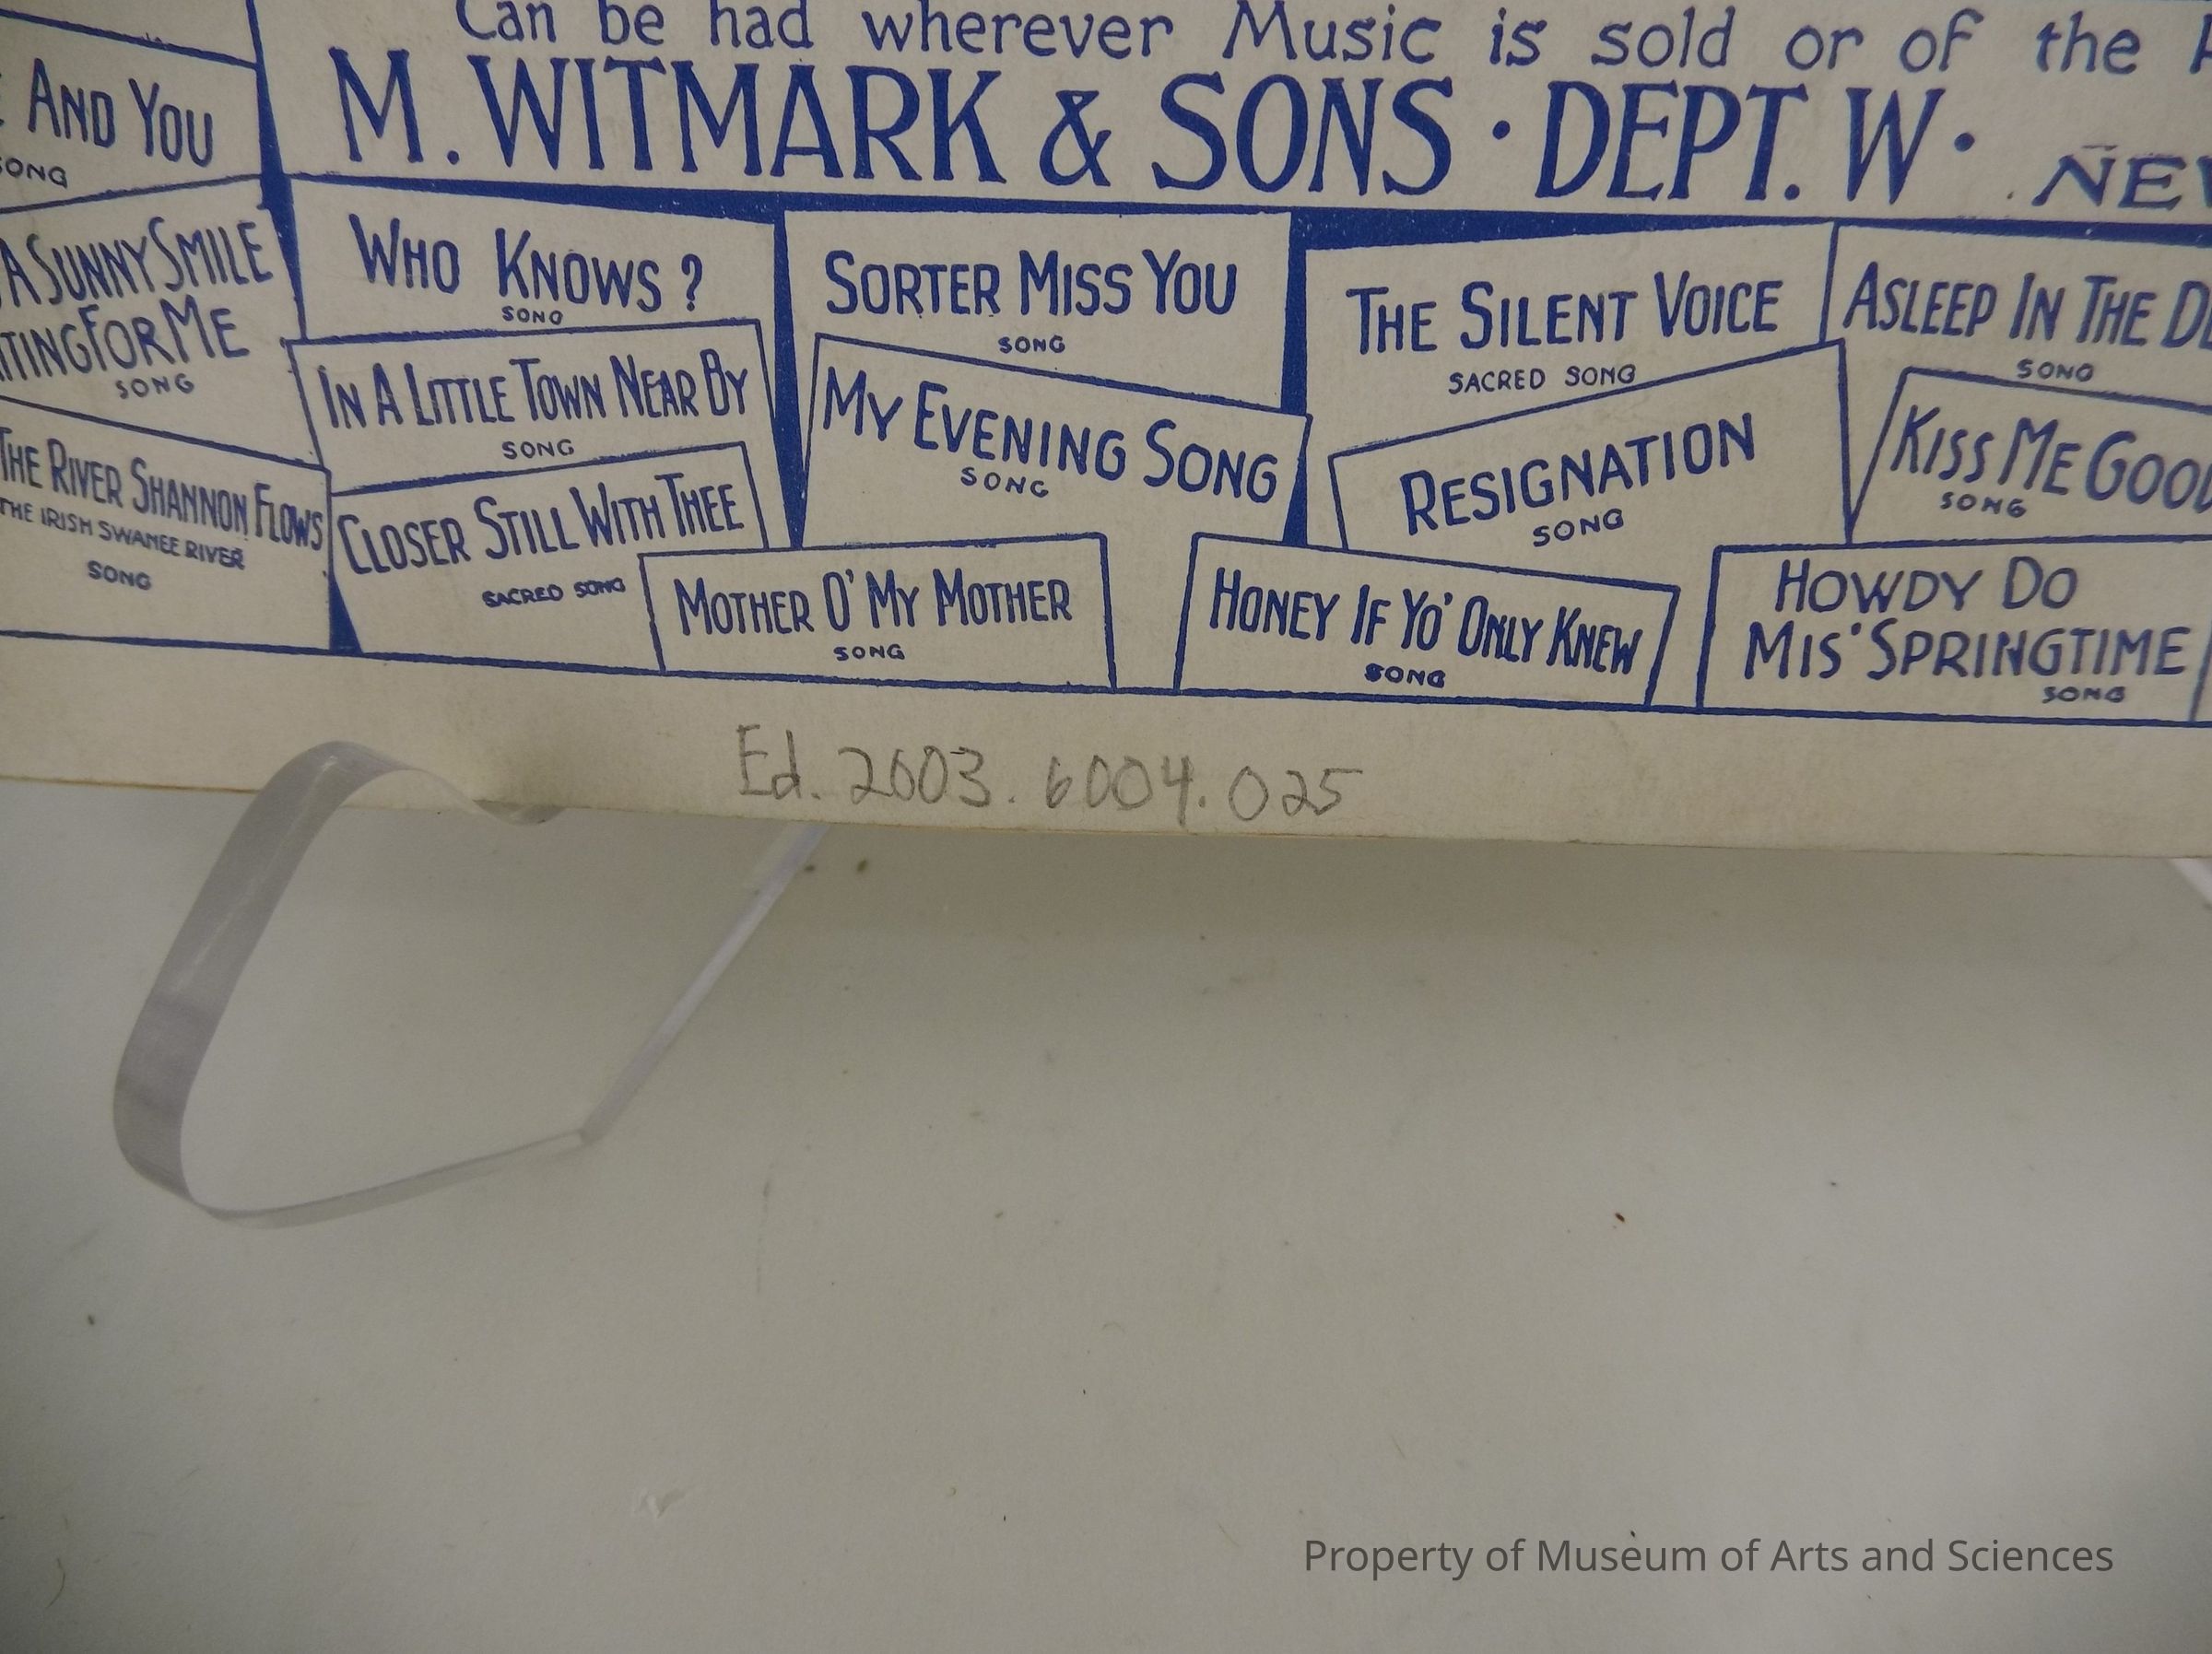 Can be had wherever Music is sold or of the
M. WITMARK & SONS · DEPT. W ·
AND YOU
SONG
A SUNNY SMILE
FOR ME
SONG
THE RIVER SHANNON FLOWS
THE IRISH SWANEE RIVER
SONG
WHO KNOWS ?
SONG
IN A LITTLE TOWN NEAR BY
SONG
CLOSER STILL WITH THEE
SACRED SONG
SORTER MISS YOU
SONG
MY EVENING SONG
SONG
MOTHER O' MY MOTHER
SONG
THE SILENT VOICE
SACRED SONG
RESIGNATION
SONG
HONEY IF YO' ONLY KNEW
SONG
ASLEEP IN THE
SONG
KISS ME
SONG
HOWDY DO
MIS' SPRINGTIME
SONG
Ed. 2003.6004.025
Property of Museum of Arts and Sciences